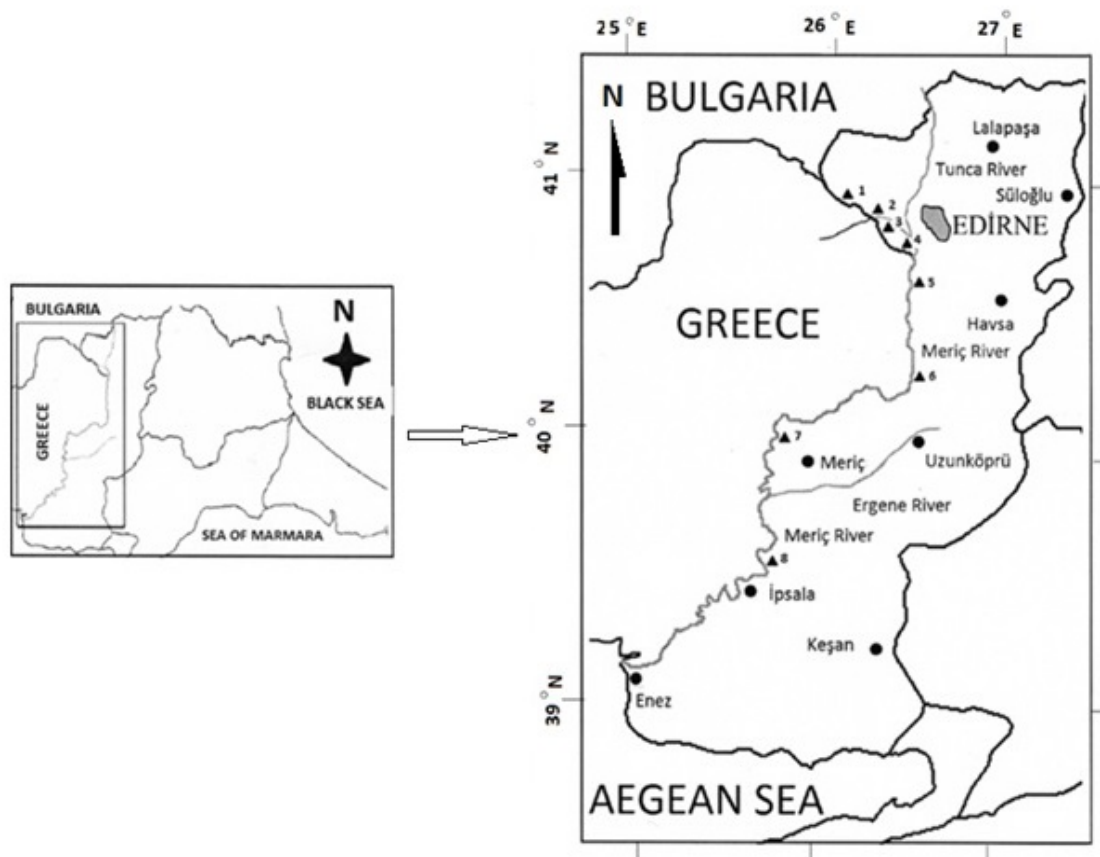 BULGARIA
N
BLACK SEA
GREECE
SEA OF MARMARA
25 °E
26 °E
27 °E
N
BULGARIA
41 °N
Lalapaşa
Tunca River
Süloğlu
1
2
3
4
EDİRNE
5
Havsa
GREECE
Meriç River
6
40 °N
7
Meriç
Uzunköprü
Ergene River
Meriç River
8
İpsala
Keşan
39 °N
Enez
AEGEAN SEA